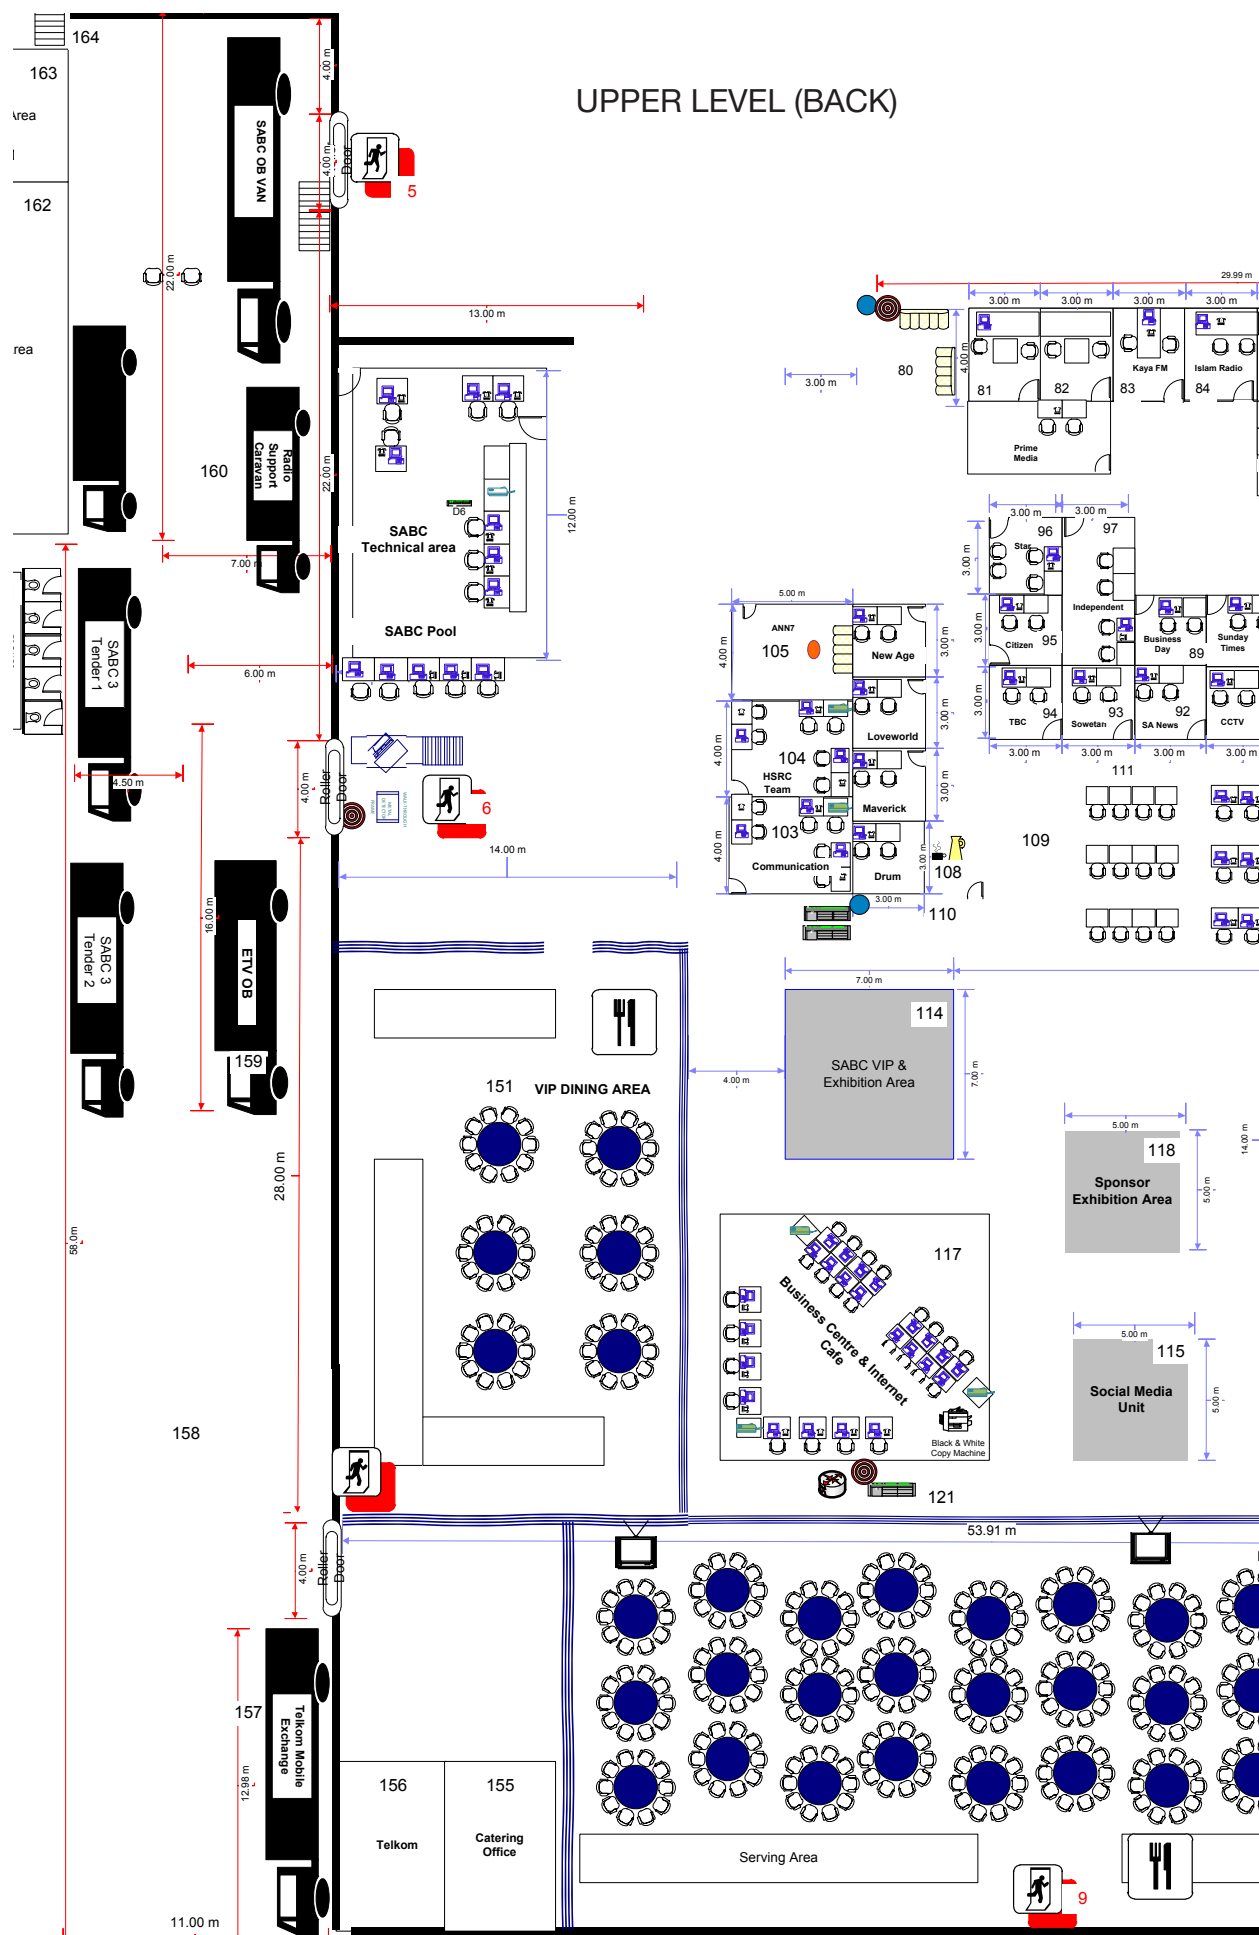 UPPER LEVEL (BACK)
164
163
Area
162
rea
4.00 m
4.00 m
Door
5
SABC OB VAN
22.00 m
13.00 m
29.99 m
3.00 m
3.00 m
3.00 m
3.00 m
3.00 m
4.00 m
80
81
82
Kaya FM
83
Islam Radio
84
Prime
Media
160
Radio
Support
Caravan
22.00 m
7.00 m
D6
SABC
Technical area
12.00 m
SABC Pool
3.00 m
3.00 m
96
97
Star
3.00 m
Independent
3.00 m
Citizen
95
Business
Day
89
Sunday
Times
3.00 m
TBC
94
Sowetan
93
SA News
92
CCTV
3.00 m
3.00 m
3.00 m
3.00 m
111
109
SABC 3
Tender 1
6.00 m
4.50 m
5.00 m
4.00 m
ANN7
105
New Age
3.00 m
Loveworld
3.00 m
4.00 m
104
HSRC
Team
Maverick
3.00 m
4.00 m
103
Communication
Drum
3.00 m
108
3.00 m
110
4.00 m
Roller
Door
WALK THROUGH
METAL
DETECTOR
FRAME
6
14.00 m
16.00 m
SABC 3
Tender 2
ETV OB
159
28.00 m
58.0m
151
VIP DINING AREA
7.00 m
114
SABC VIP &
Exhibition Area
7.00 m
4.00 m
5.00 m
118
Sponsor
Exhibition Area
5.00 m
14.00 m
117
Business Centre & Internet
Cafe
Black & White
Copy Machine
5.00 m
115
Social Media
Unit
5.00 m
121
158
53.91 m
4.00 m
Roller
Door
157
Telkom Mobile
Exchange
12.98 m
11.00 m
156
Telkom
155
Catering
Office
Serving Area
9